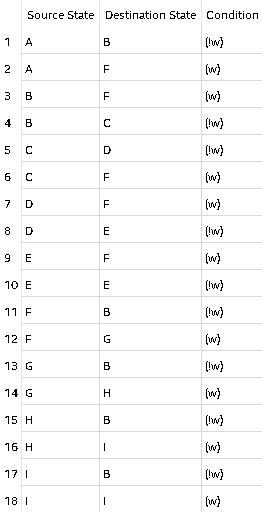 Source State Destination State Condition
1 A B (!w)
2 A F (w)
3 B F (w)
4 B C (!w)
5 C D (!w)
6 C F (w)
7 D F (w)
8 D E (!w)
9 E F (w)
10 E E (!w)
11 F B (!w)
12 F G (w)
13 G B (!w)
14 G H (w)
15 H B (!w)
16 H I (w)
17 I B (!w)
18 I I (w)